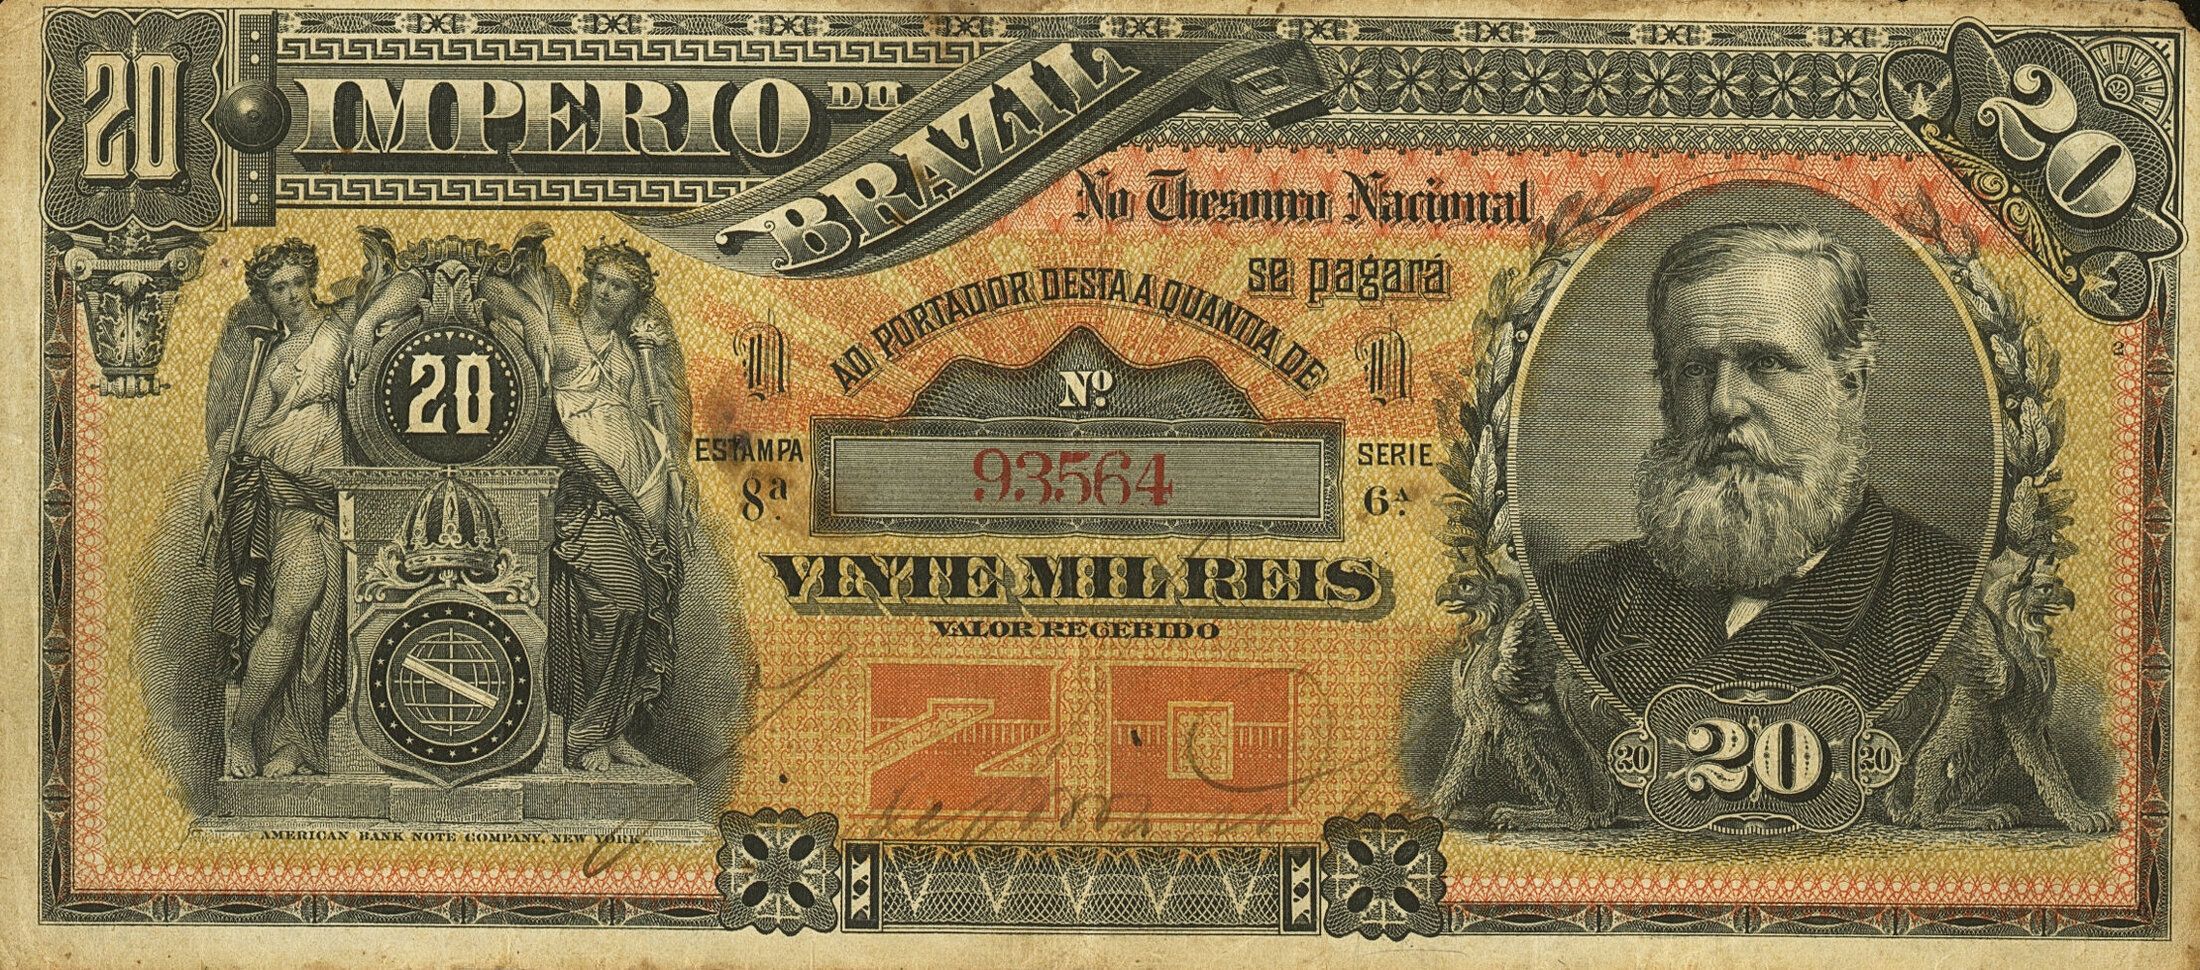 20
IMPERIO DO BRAZIL
20
No Thesouro Nacional
se pagará
AO PORTADOR DESTA A QUANTIA DE
20
Nº
ESTAMPA
8ª
93564
SERIE
6ª
VINTE MIL REIS
VALOR RECEBIDO
20
20
20
20
AMERICAN BANK NOTE COMPANY, NEW YORK.
2